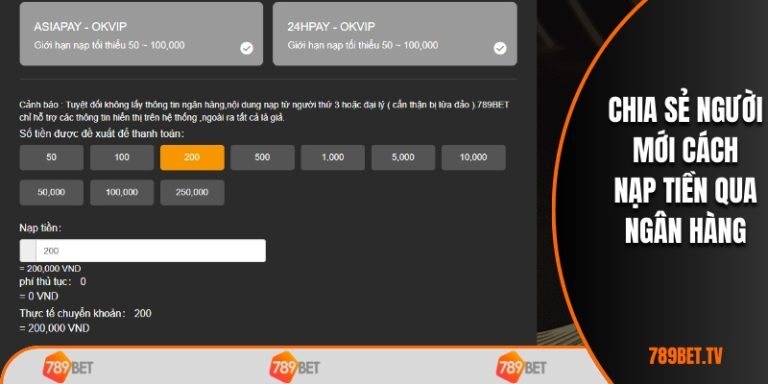 ASIAPAY - OKVIP
Giới hạn nạp tối thiểu 50 ~ 100,000
24HPAY - OKVIP
Giới hạn nạp tối thiểu 50 ~ 100,000
Cảnh báo : Tuyệt đối không lấy thông tin ngân hàng,nội dung nạp từ người thứ 3 hoặc đại lý ( cẩn thận bị lừa đảo ).789BET
chỉ hỗ trợ các thông tin hiển thị trên hệ thống ,ngoài ra tất cả là giả.
Số tiền được đề xuất để thanh toán:
50 100 200 500 1,000 5,000 10,000
50,000 100,000 250,000
Nạp tiền:
200
= 200,000 VND
phí thủ tục: 0
= 0 VND
Thực tế chuyển khoản: 200
= 200,000 VND
CHIA SẺ NGƯỜI
MỚI CÁCH
NẠP TIỀN QUA
NGÂN HÀNG
789BET.TV
789BET 789BET 789BET